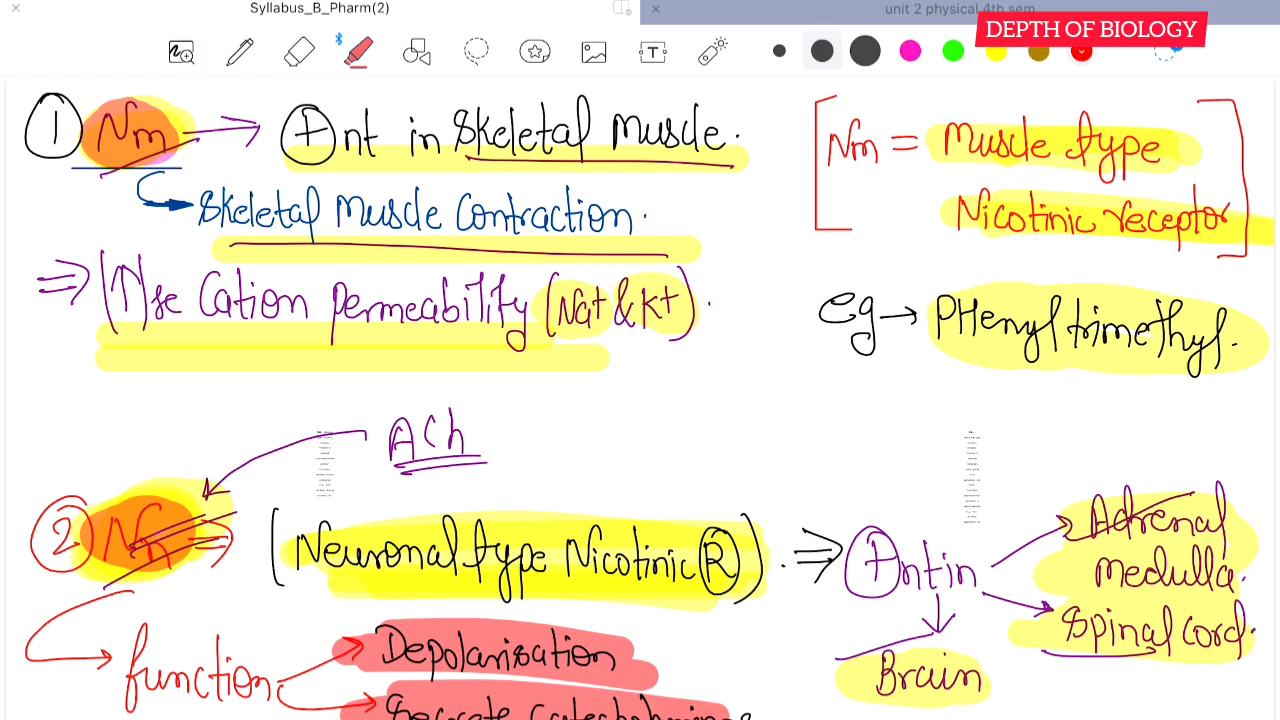 Syllabus_B_Pharm(2)
unit 2 physical 4th sem
DEPTH OF BIOLOGY
① Nm → Ⓟnt in skeletal muscle.
skeletal muscle contraction.
⇒ (↑)se Cation permeability (Na+ & K+).
[Nm = Muscle type
Nicotinic receptor]
eg → PHenyl trimethyl.
ACh
② Nn ⇒ (Neuronal type Nicotinic Ⓡ). ⇒ Ⓟnt in
Adrenal
medulla.
Spinal cord.
Brain
function
Depolarisation